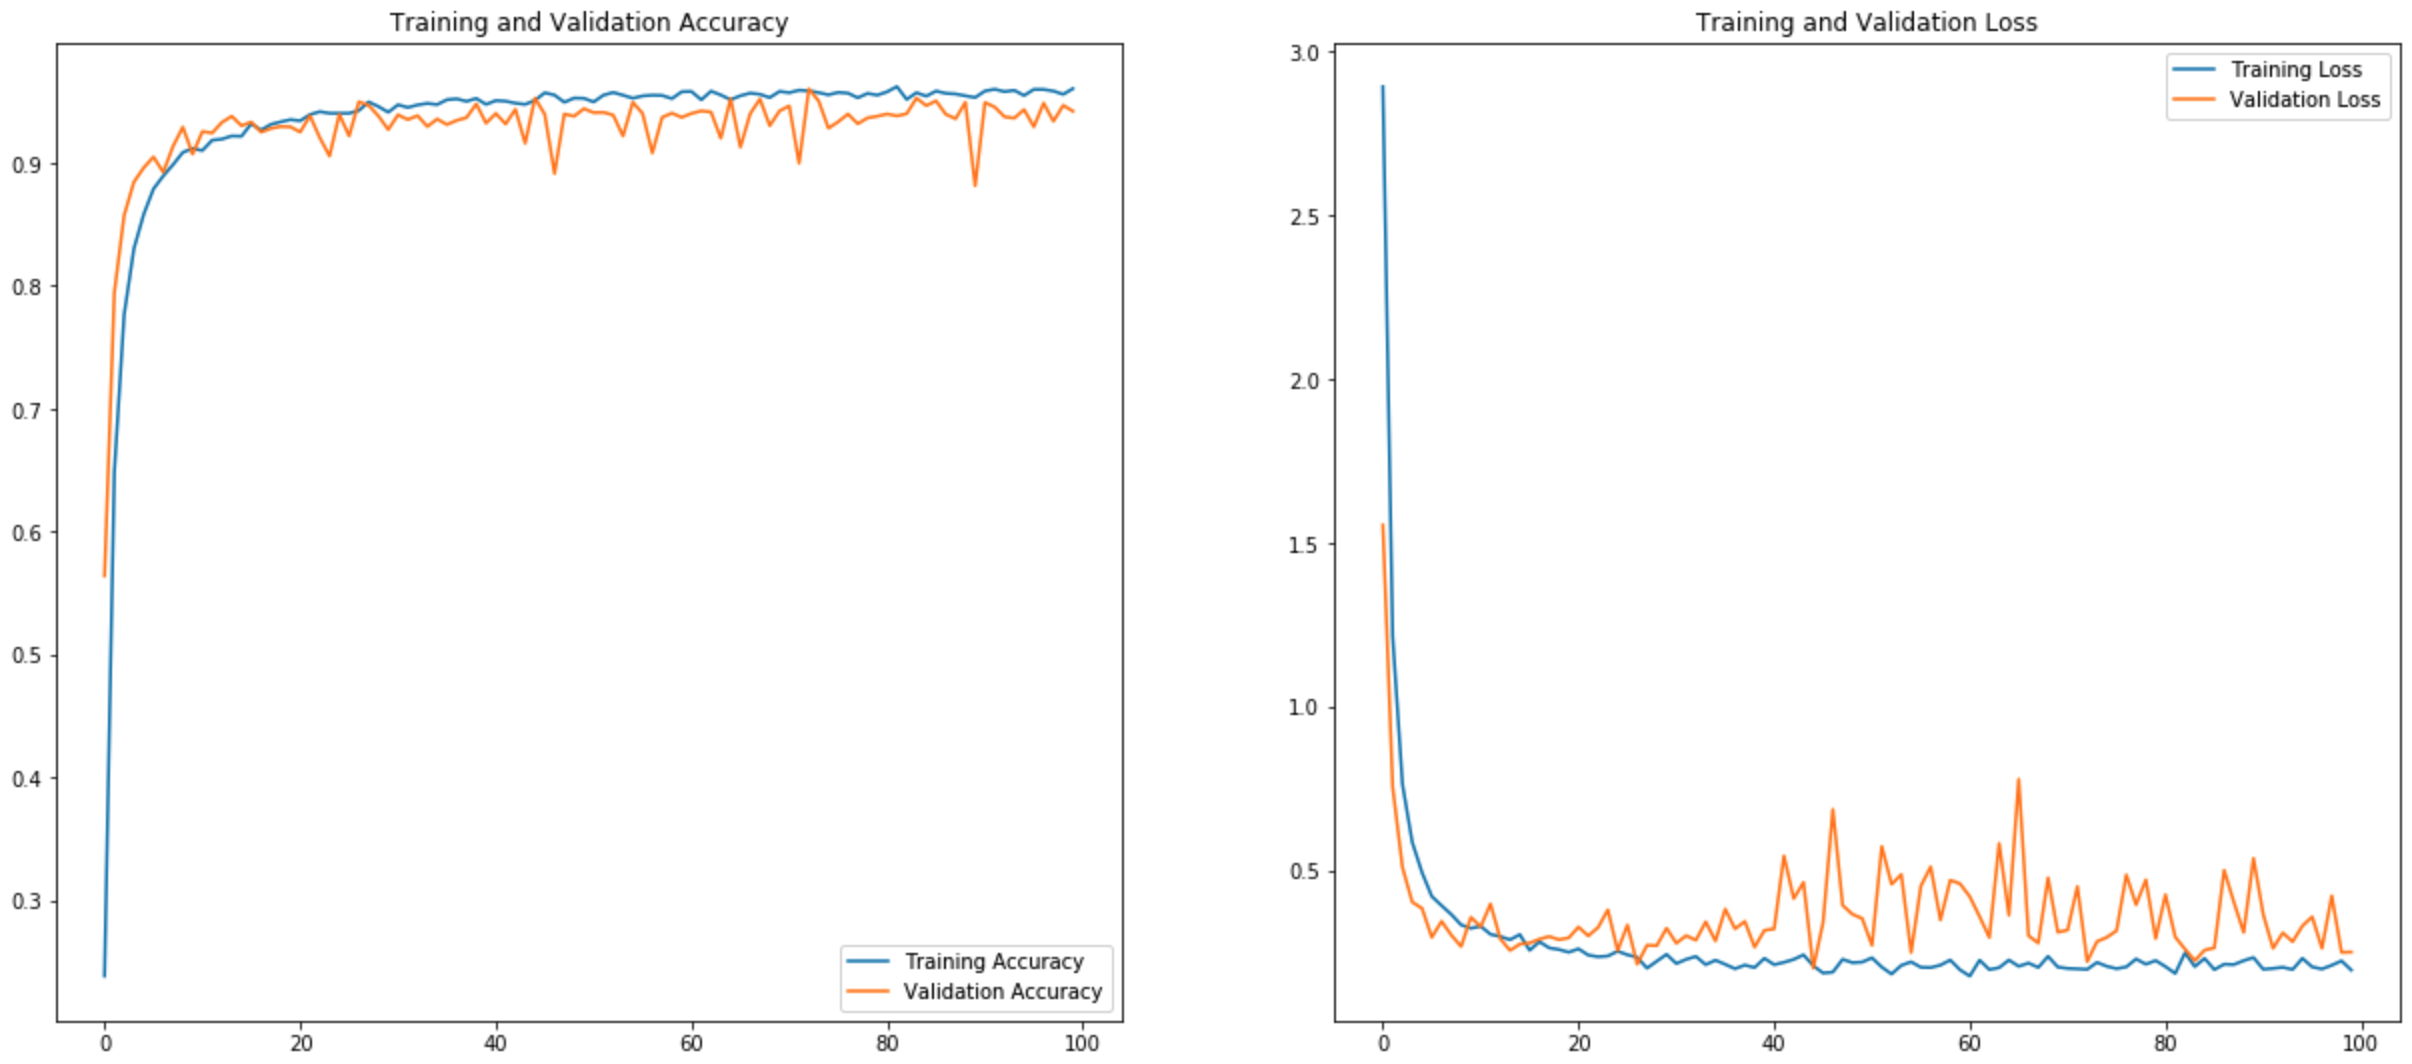 Training and Validation Accuracy
0.9
0.8
0.7
0.6
0.5
0.4
0.3
Training Accuracy
Validation Accuracy
0 20 40 60 80 100
Training and Validation Loss
3.0
2.5
2.0
1.5
1.0
0.5
Training Loss
Validation Loss
0 20 40 60 80 100